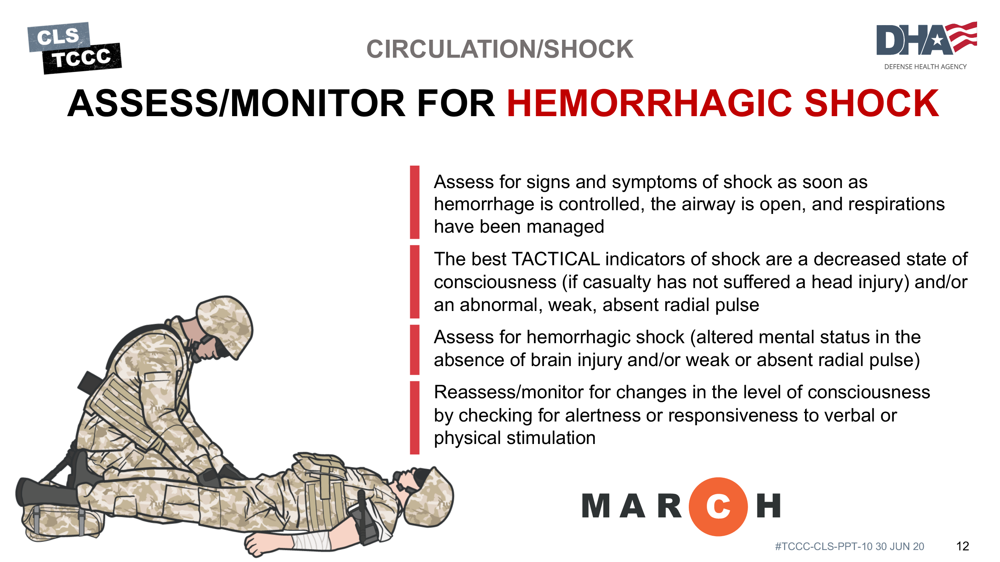 CLS
TCCC
CIRCULATION/SHOCK
DHA
DEFENSE HEALTH AGENCY
ASSESS/MONITOR FOR HEMORRHAGIC SHOCK
Assess for signs and symptoms of shock as soon as
hemorrhage is controlled, the airway is open, and respirations
have been managed
The best TACTICAL indicators of shock are a decreased state of
consciousness (if casualty has not suffered a head injury) and/or
an abnormal, weak, absent radial pulse
Assess for hemorrhagic shock (altered mental status in the
absence of brain injury and/or weak or absent radial pulse)
Reassess/monitor for changes in the level of consciousness
by checking for alertness or responsiveness to verbal or
physical stimulation
M A R C H
#TCCC-CLS-PPT-10 30 JUN 20 12